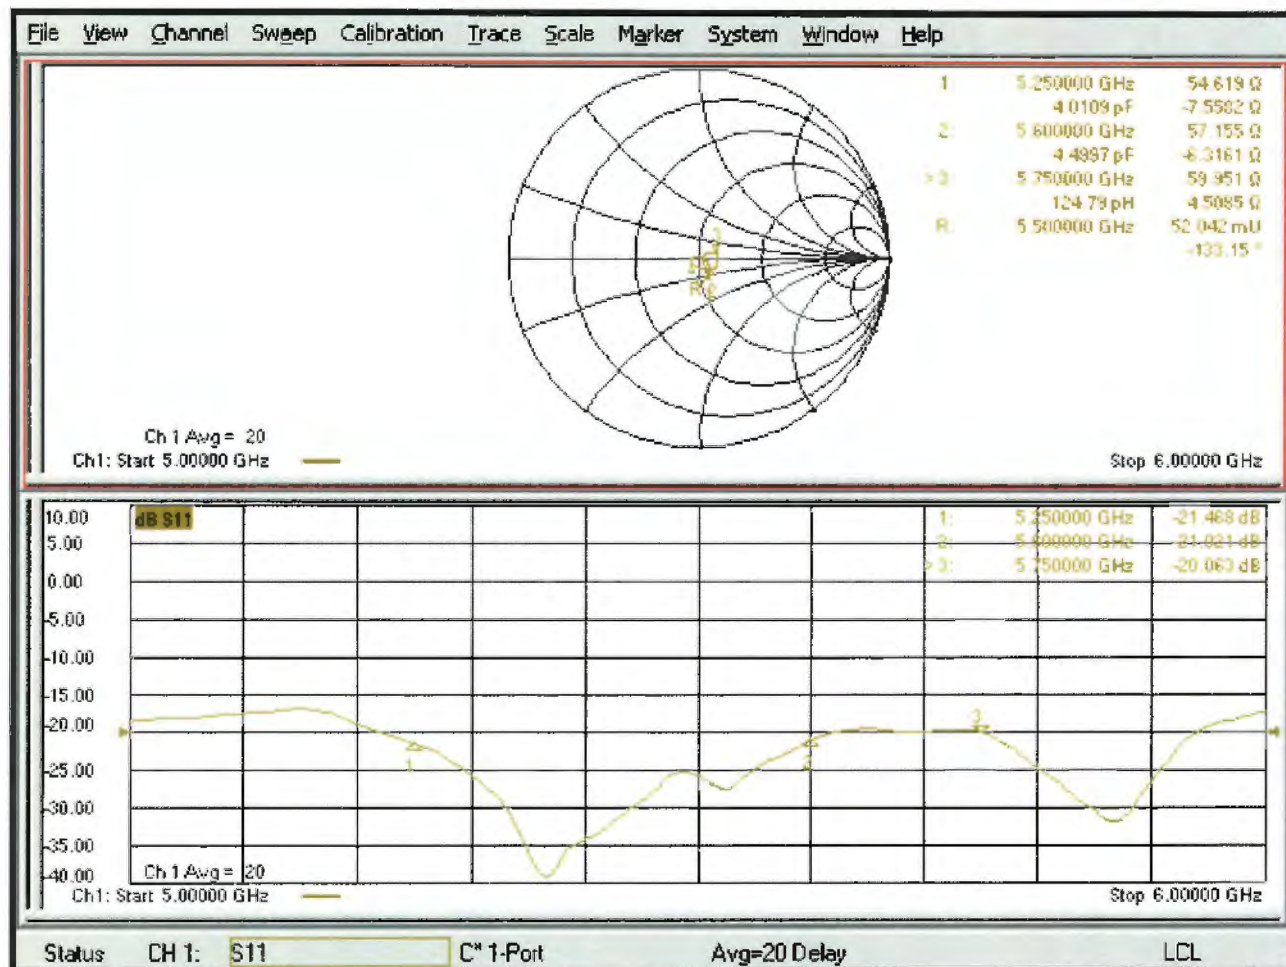 File View Channel Sweep Calibration Trace Scale Marker System Window Help
1: 5.250000 GHz 54.619 Ω
4.0109 pF -7.5582 Ω
2: 5.600000 GHz 57.155 Ω
4.4997 pF -6.3161 Ω
> 3: 5.750000 GHz 59.951 Ω
124.79 pH 4.5085 Ω
R: 5.500000 GHz 52.042 mU
-133.15 °
3
R 2
Ch 1 Avg = 20
Ch1: Start 5.00000 GHz Stop 6.00000 GHz
10.00 dB S11 1: 5.250000 GHz -21.468 dB
5.00 2: 5.600000 GHz -21.021 dB
0.00 > 3: 5.750000 GHz -20.063 dB
-5.00
-10.00
-15.00
-20.00 3
-25.00 1 2
-30.00
-35.00
-40.00 Ch 1 Avg = 20
Ch1: Start 5.00000 GHz Stop 6.00000 GHz
Status CH 1: S11 C* 1-Port Avg=20 Delay LCL